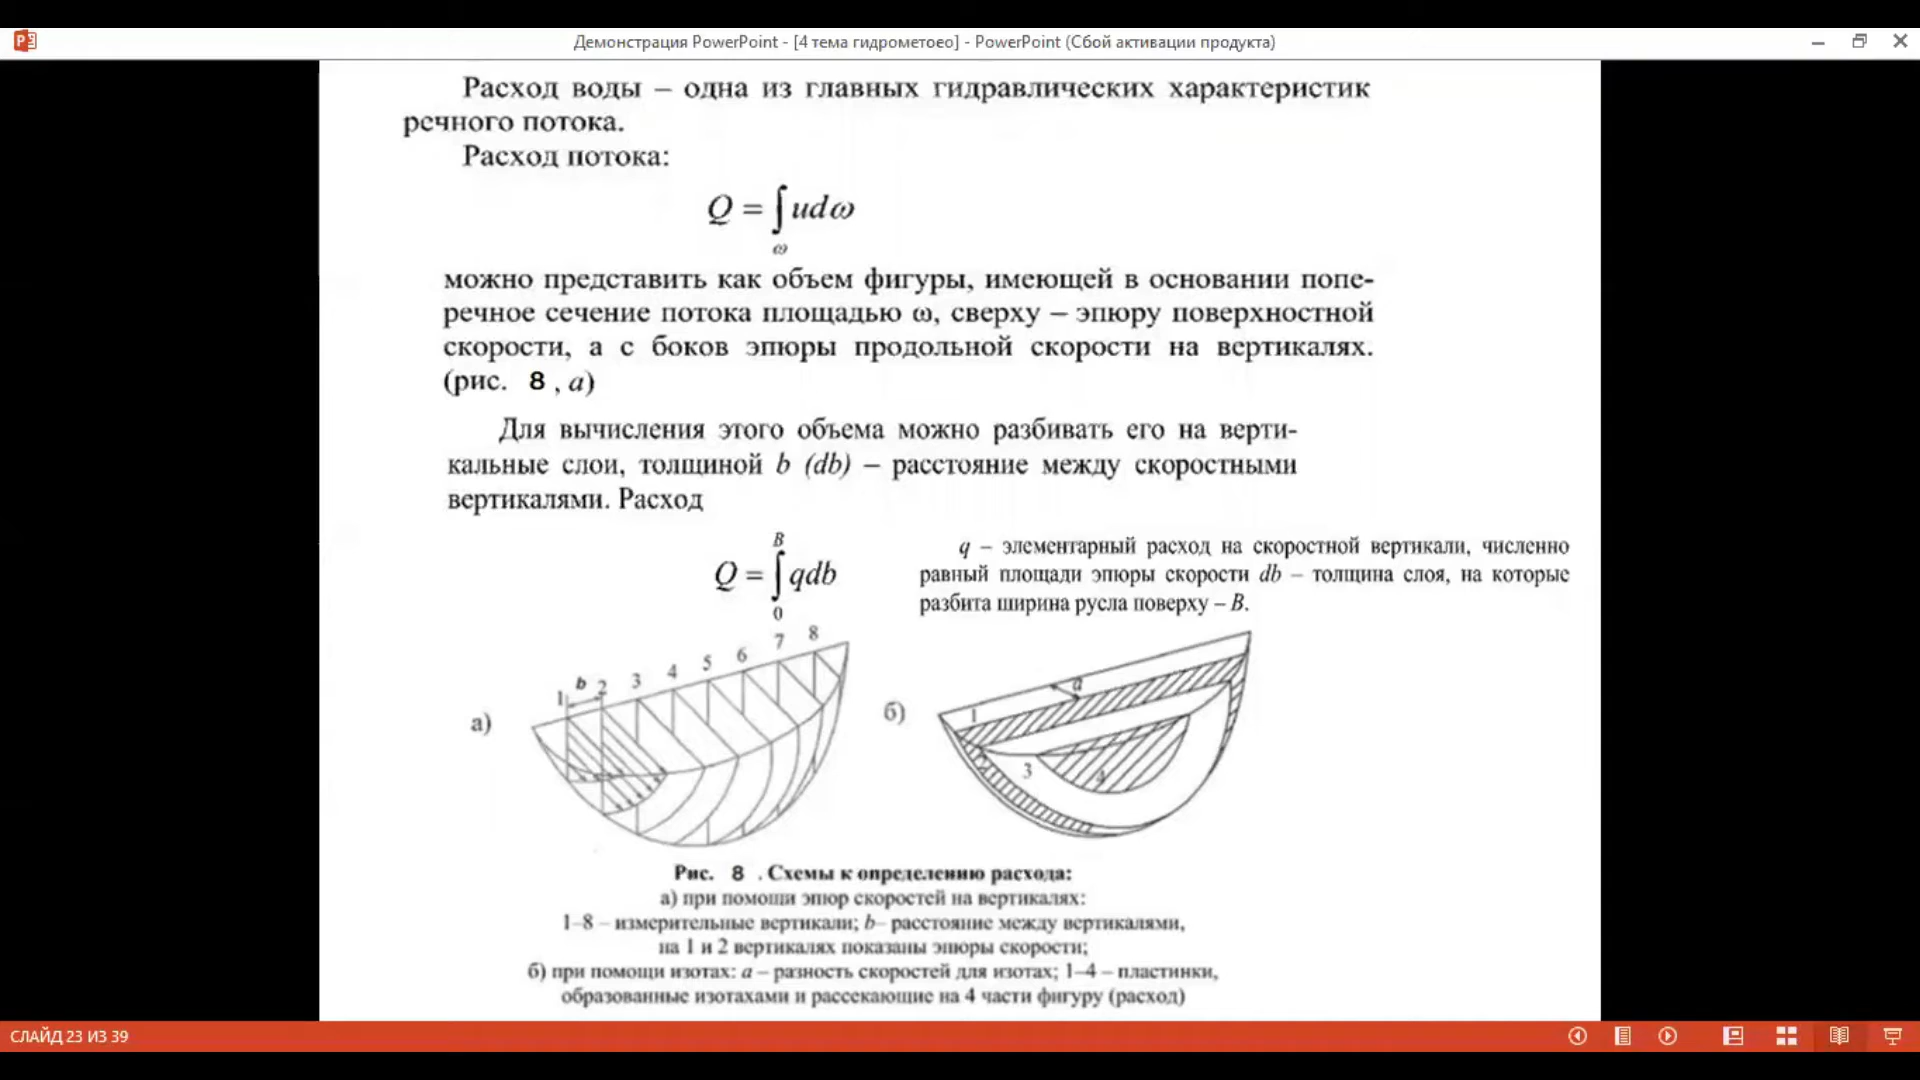 Демонстрация PowerPoint - [4 тема гидрометоео] - PowerPoint (Сбой активации продукта)
Расход воды – одна из главных гидравлических характеристик
речного потока.
Расход потока:
Q = ∫ udω
ω
можно представить как объем фигуры, имеющей в основании попе-
речное сечение потока площадью ω, сверху – эпюру поверхностной
скорости, а с боков эпюры продольной скорости на вертикалях.
(рис. 8 , а)
Для вычисления этого объема можно разбивать его на верти-
кальные слои, толщиной b (db) – расстояние между скоростными
вертикалями. Расход
B
Q = ∫ qdb
0
q – элементарный расход на скоростной вертикали, численно
равный площади эпюры скорости db – толщина слоя, на которые
разбита ширина русла поверху – B.
а)
1 b 2 3 4 5 6 7 8
б)
1 a 3 4
Рис. 8 . Схемы к определению расхода:
а) при помощи эпюр скоростей на вертикалях:
1–8 – измерительные вертикали; b– расстояние между вертикалями,
на 1 и 2 вертикалях показаны эпюры скорости;
б) при помощи изотах: а – разность скоростей для изотах; 1–4 – пластинки,
образованные изотахами и рассекающие на 4 части фигуру (расход)
СЛАЙД 23 ИЗ 39